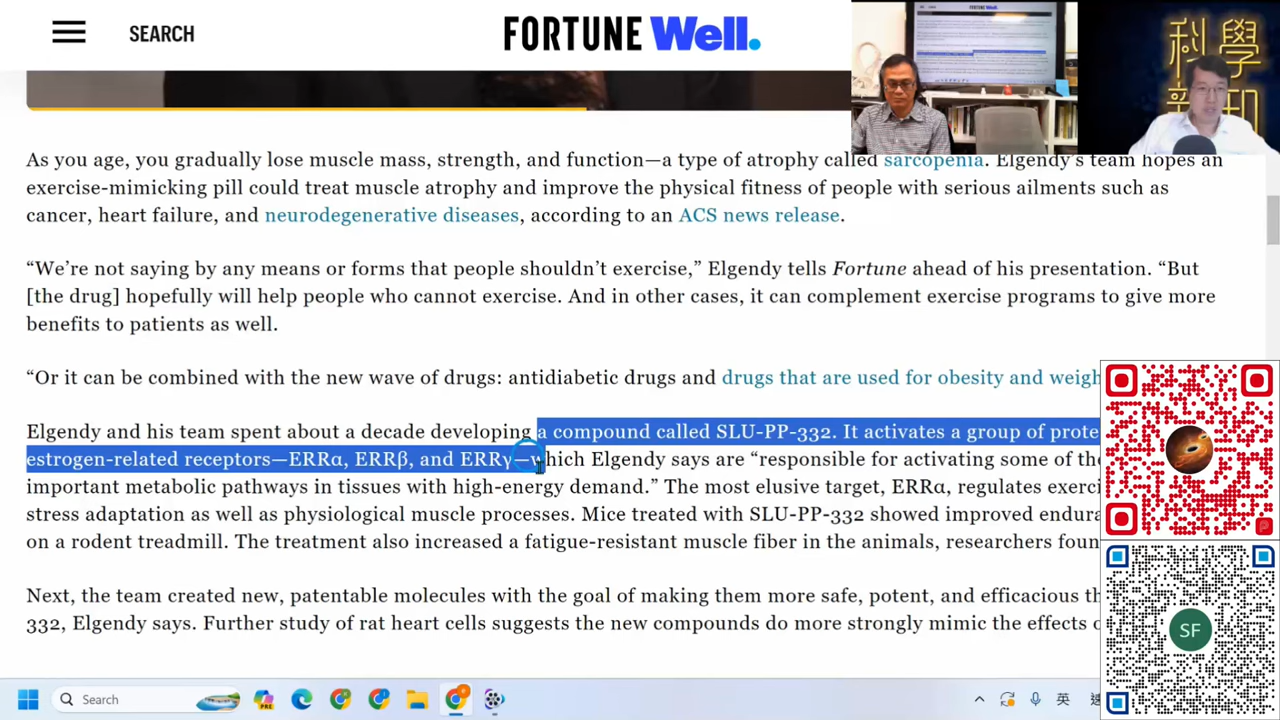 SEARCH
FORTUNE Well.
科 學
新 知
As you age, you gradually lose muscle mass, strength, and function—a type of atrophy called sarcopenia. Elgendy's team hopes an
exercise-mimicking pill could treat muscle atrophy and improve the physical fitness of people with serious ailments such as
cancer, heart failure, and neurodegenerative diseases, according to an ACS news release.
“We’re not saying by any means or forms that people shouldn’t exercise,” Elgendy tells Fortune ahead of his presentation. “But
[the drug] hopefully will help people who cannot exercise. And in other cases, it can complement exercise programs to give more
benefits to patients as well.
“Or it can be combined with the new wave of drugs: antidiabetic drugs and drugs that are used for obesity and weigh
Elgendy and his team spent about a decade developing a compound called SLU-PP-332. It activates a group of prote
estrogen-related receptors—ERRα, ERRβ, and ERRγ—which Elgendy says are “responsible for activating some of the
important metabolic pathways in tissues with high-energy demand.” The most elusive target, ERRα, regulates exerci
stress adaptation as well as physiological muscle processes. Mice treated with SLU-PP-332 showed improved endura
on a rodent treadmill. The treatment also increased a fatigue-resistant muscle fiber in the animals, researchers foun
Next, the team created new, patentable molecules with the goal of making them more safe, potent, and efficacious th
332, Elgendy says. Further study of rat heart cells suggests the new compounds do more strongly mimic the effects o
SF
Search
英